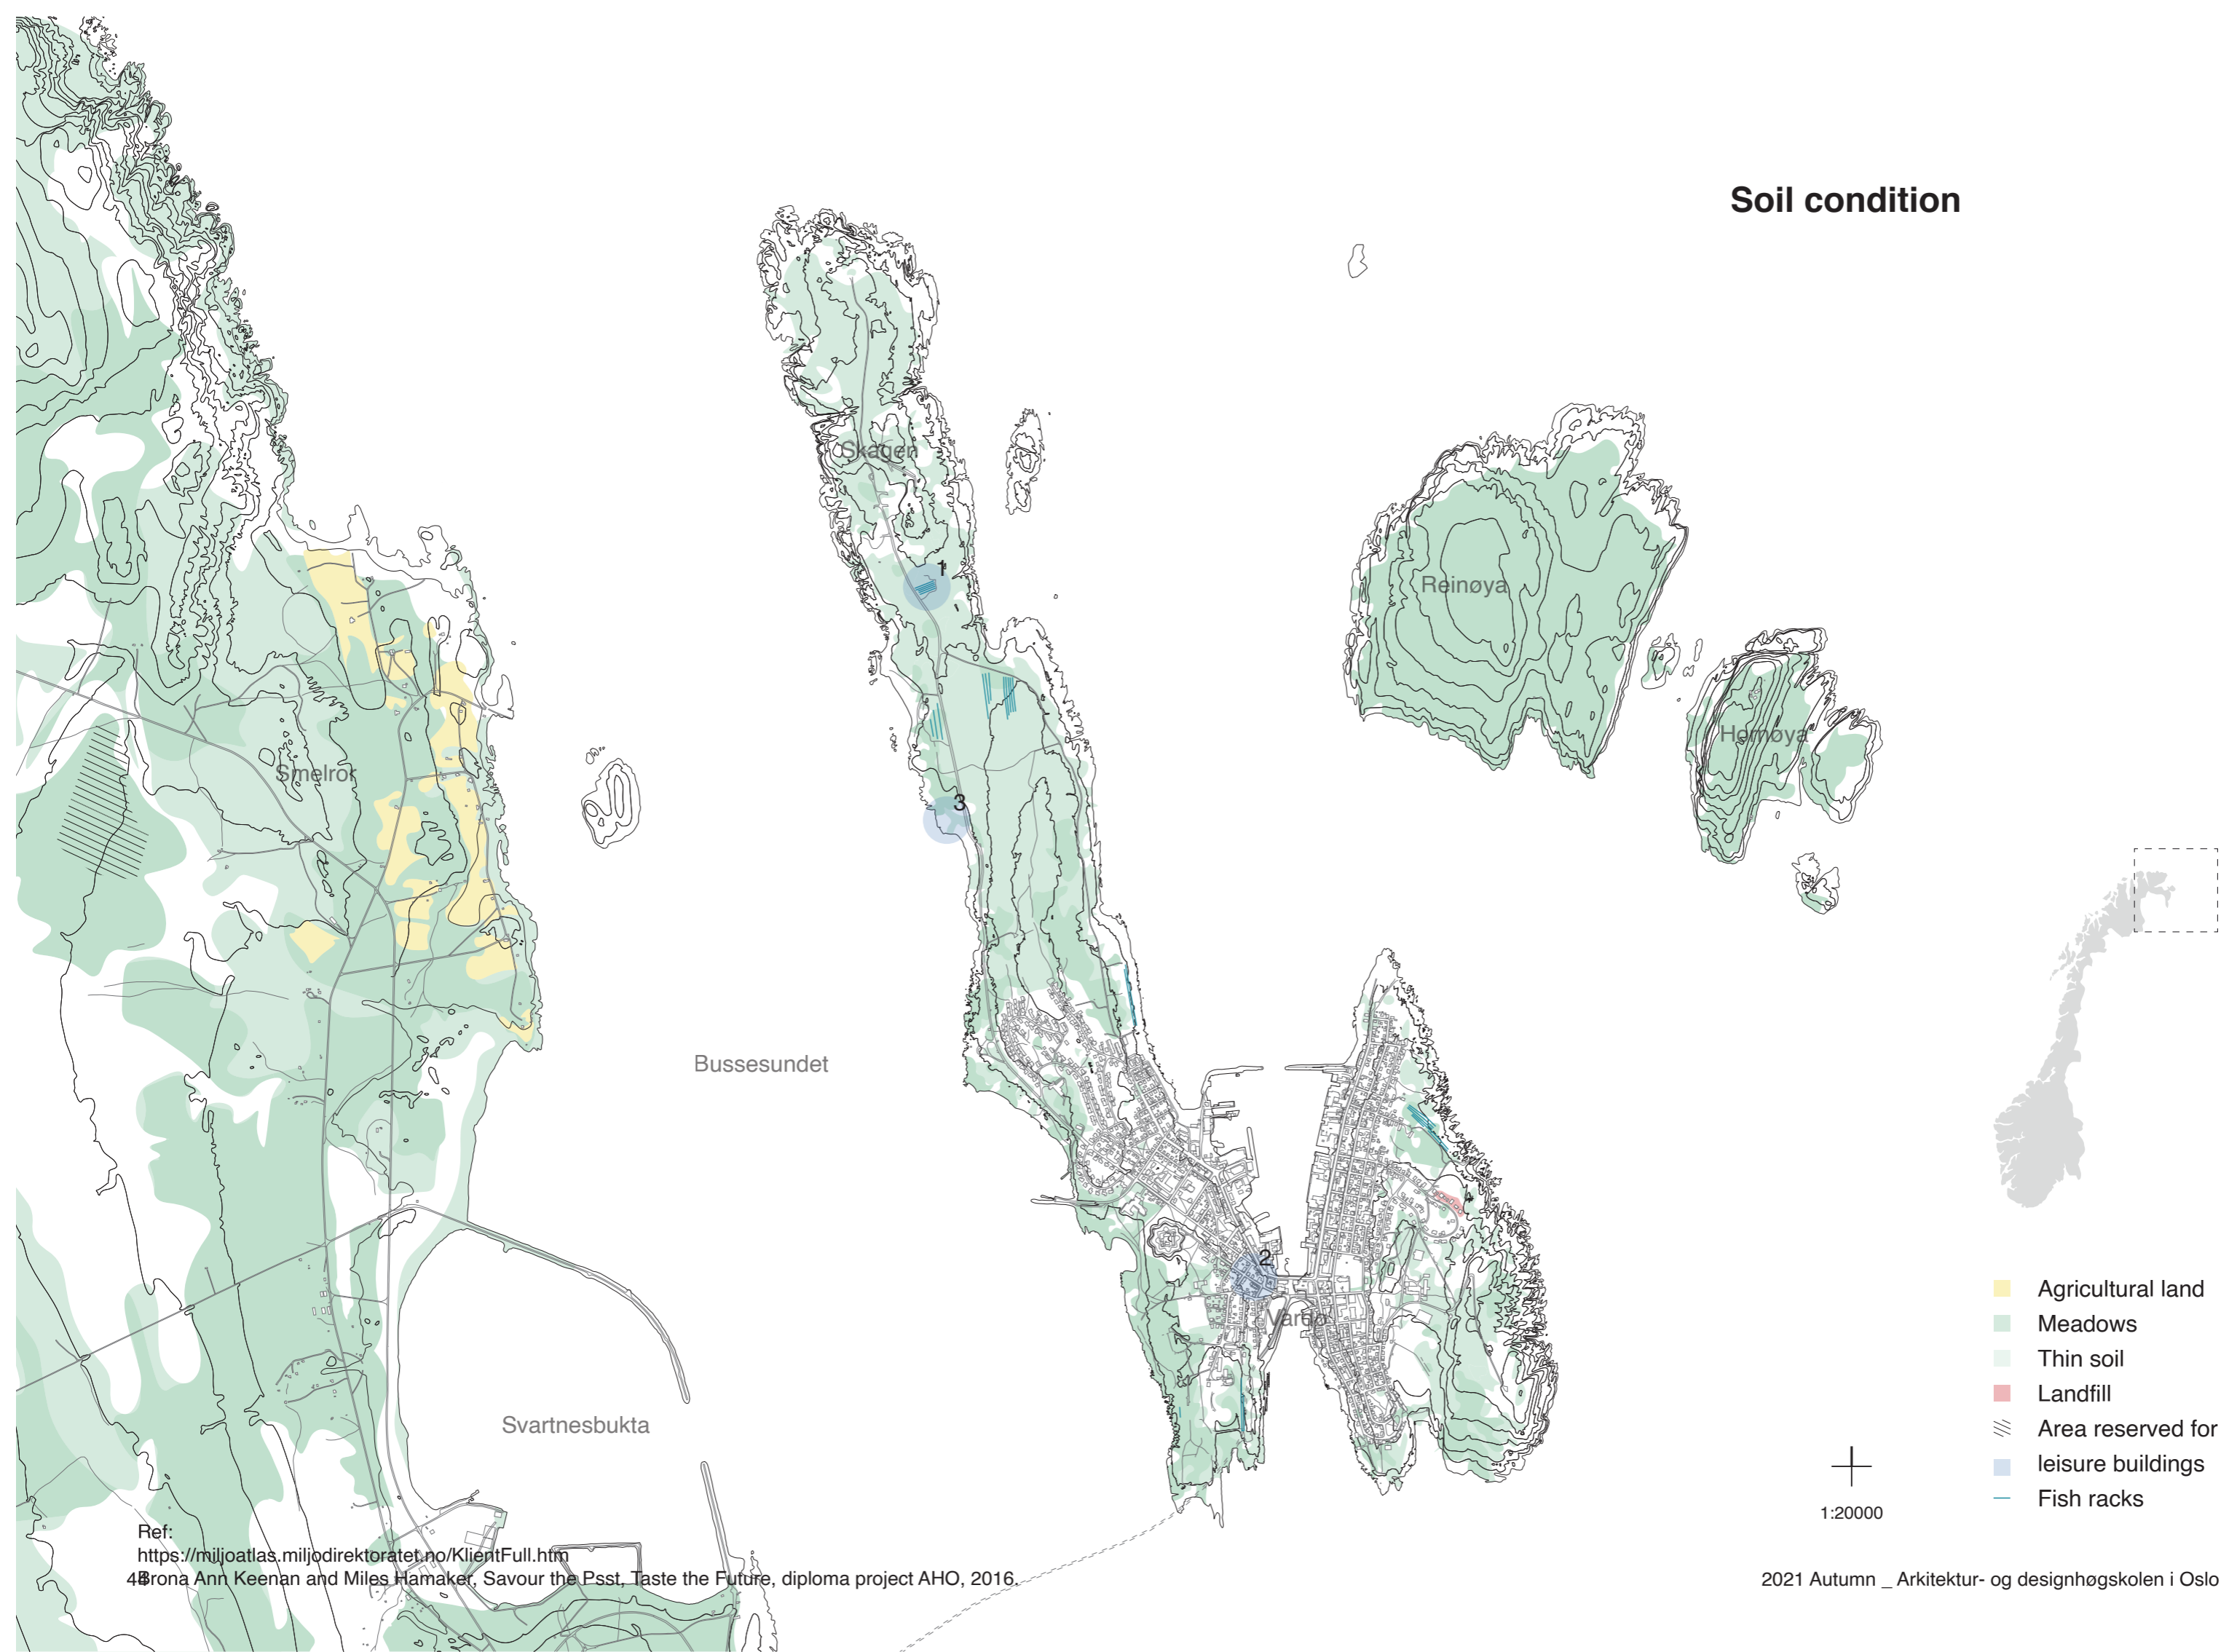 Soil condition
Skagen
1
Reinøya
Hornøya
Smelror
3
Bussesundet
2
Vardø
Svartnesbukta
Agricultural land
Meadows
Thin soil
Landfill
Area reserved for
leisure buildings
Fish racks
1:20000
Ref:
https://miljoatlas.miljodirektoratet.no/KlientFull.htm
Brona Ann Keenan and Miles Hamaker, Savour the Psst, Taste the Future, diploma project AHO, 2016.
2021 Autumn _ Arkitektur- og designhøgskolen i Oslo